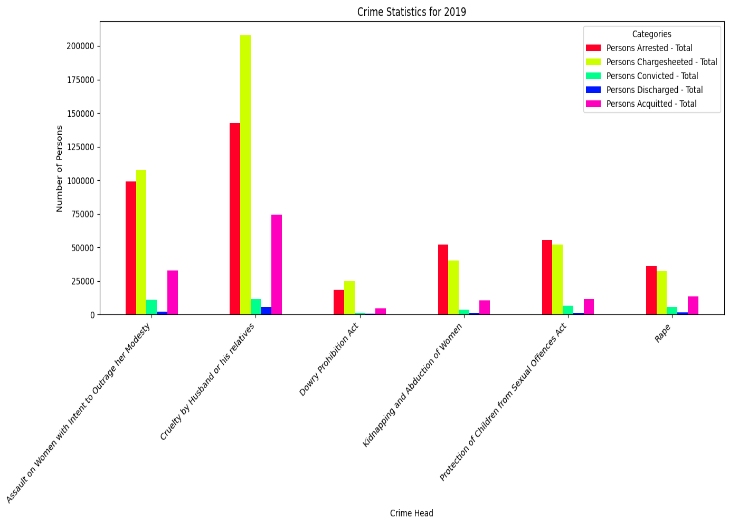 Crime Statistics for 2019
Categories
Persons Arrested - Total
Persons Chargesheeted - Total
Persons Convicted - Total
Persons Discharged - Total
Persons Acquitted - Total
Number of Persons
200000
175000
150000
125000
100000
75000
50000
25000
0
Assault on Women with Intent to Outrage her Modesty
Cruelty by Husband or his relatives
Dowry Prohibition Act
Kidnapping and Abduction of Women
Protection of Children from Sexual Offences Act
Rape
Crime Head